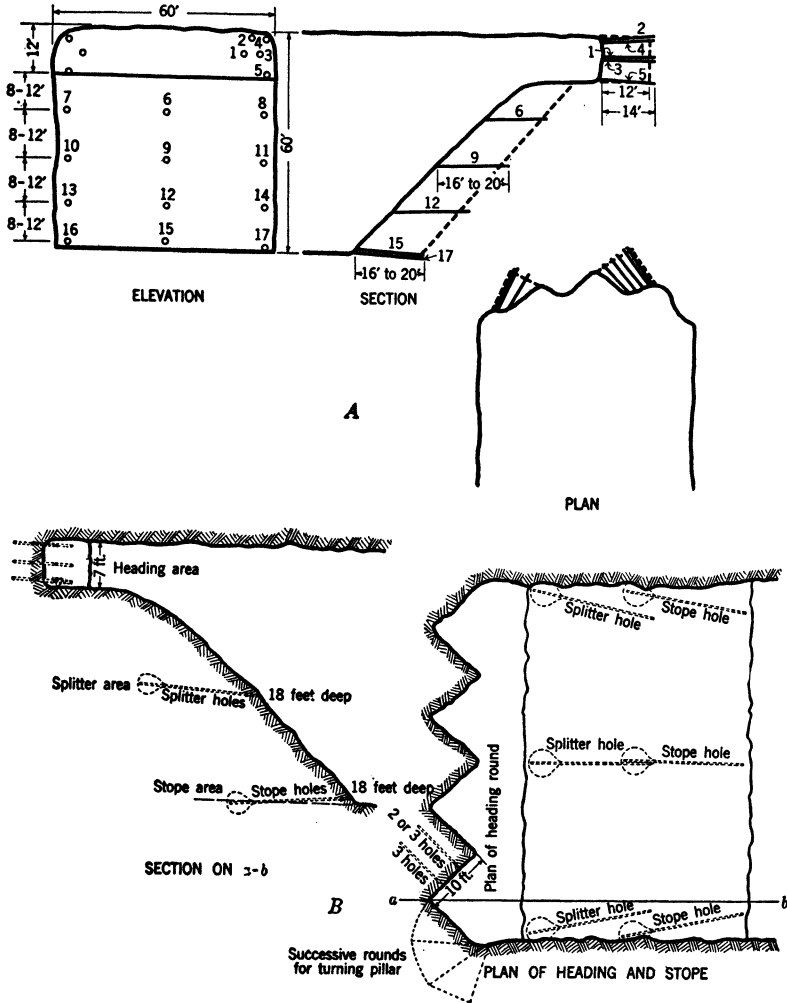 60'
12'
8-12'
8-12'
8-12'
8-12'
60'
2
1 4 3
5
7 6 8
10 9 11
13 12 14
16 15 17
ELEVATION
2
1
4
3
5
12'
14'
6
9
16' to 20'
12
15
17
16' to 20'
SECTION
A
PLAN
7 ft.
Heading area
Splitter area
Splitter holes
18 feet deep
Stope area
Stope holes
18 feet deep
SECTION ON a-b
B
Splitter hole
Stope hole
Splitter hole
Stope hole
Plan of heading round
2 or 3 holes
3 holes
10 ft.
a
b
Splitter hole
Stope hole
Successive rounds
for turning pillar
PLAN OF HEADING AND STOPE